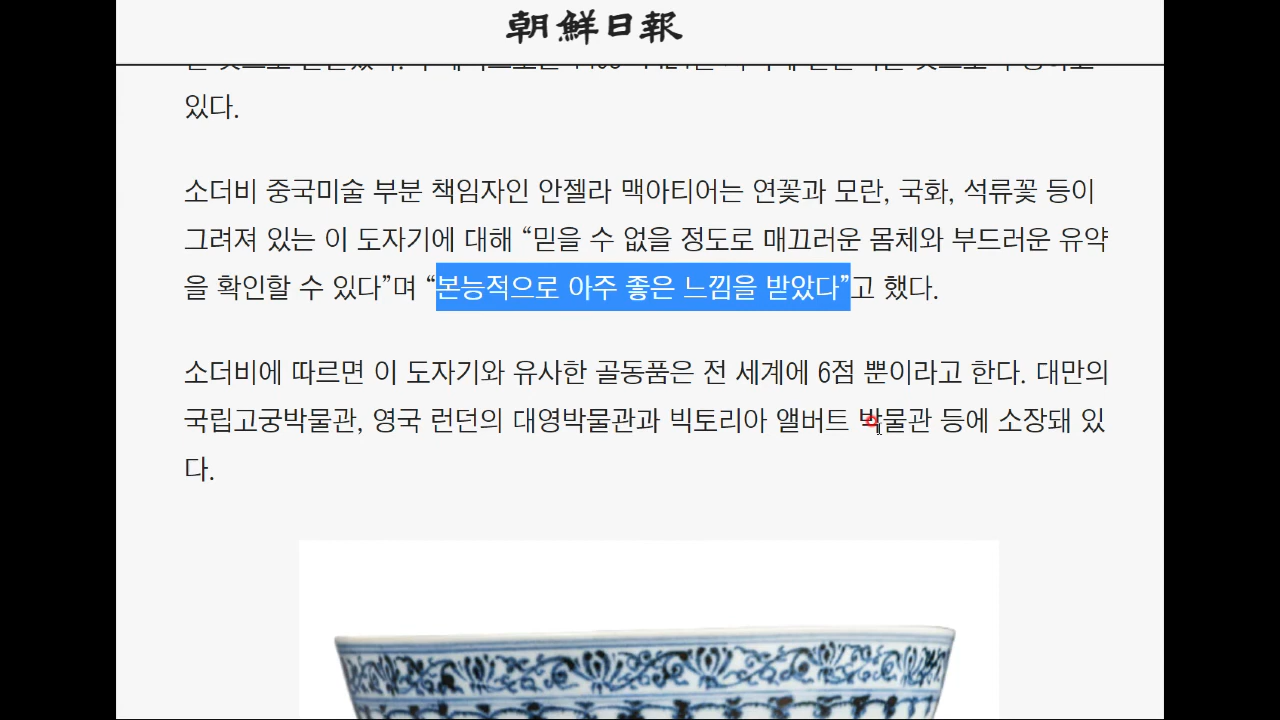 朝鮮日報
있다.
소더비 중국미술 부분 책임자인 안젤라 맥아티어는 연꽃과 모란, 국화, 석류꽃 등이
그려져 있는 이 도자기에 대해 “믿을 수 없을 정도로 매끄러운 몸체와 부드러운 유약
을 확인할 수 있다”며 “본능적으로 아주 좋은 느낌을 받았다”고 했다.
소더비에 따르면 이 도자기와 유사한 골동품은 전 세계에 6점 뿐이라고 한다. 대만의
국립고궁박물관, 영국 런던의 대영박물관과 빅토리아 앨버트 박물관 등에 소장돼 있
다.